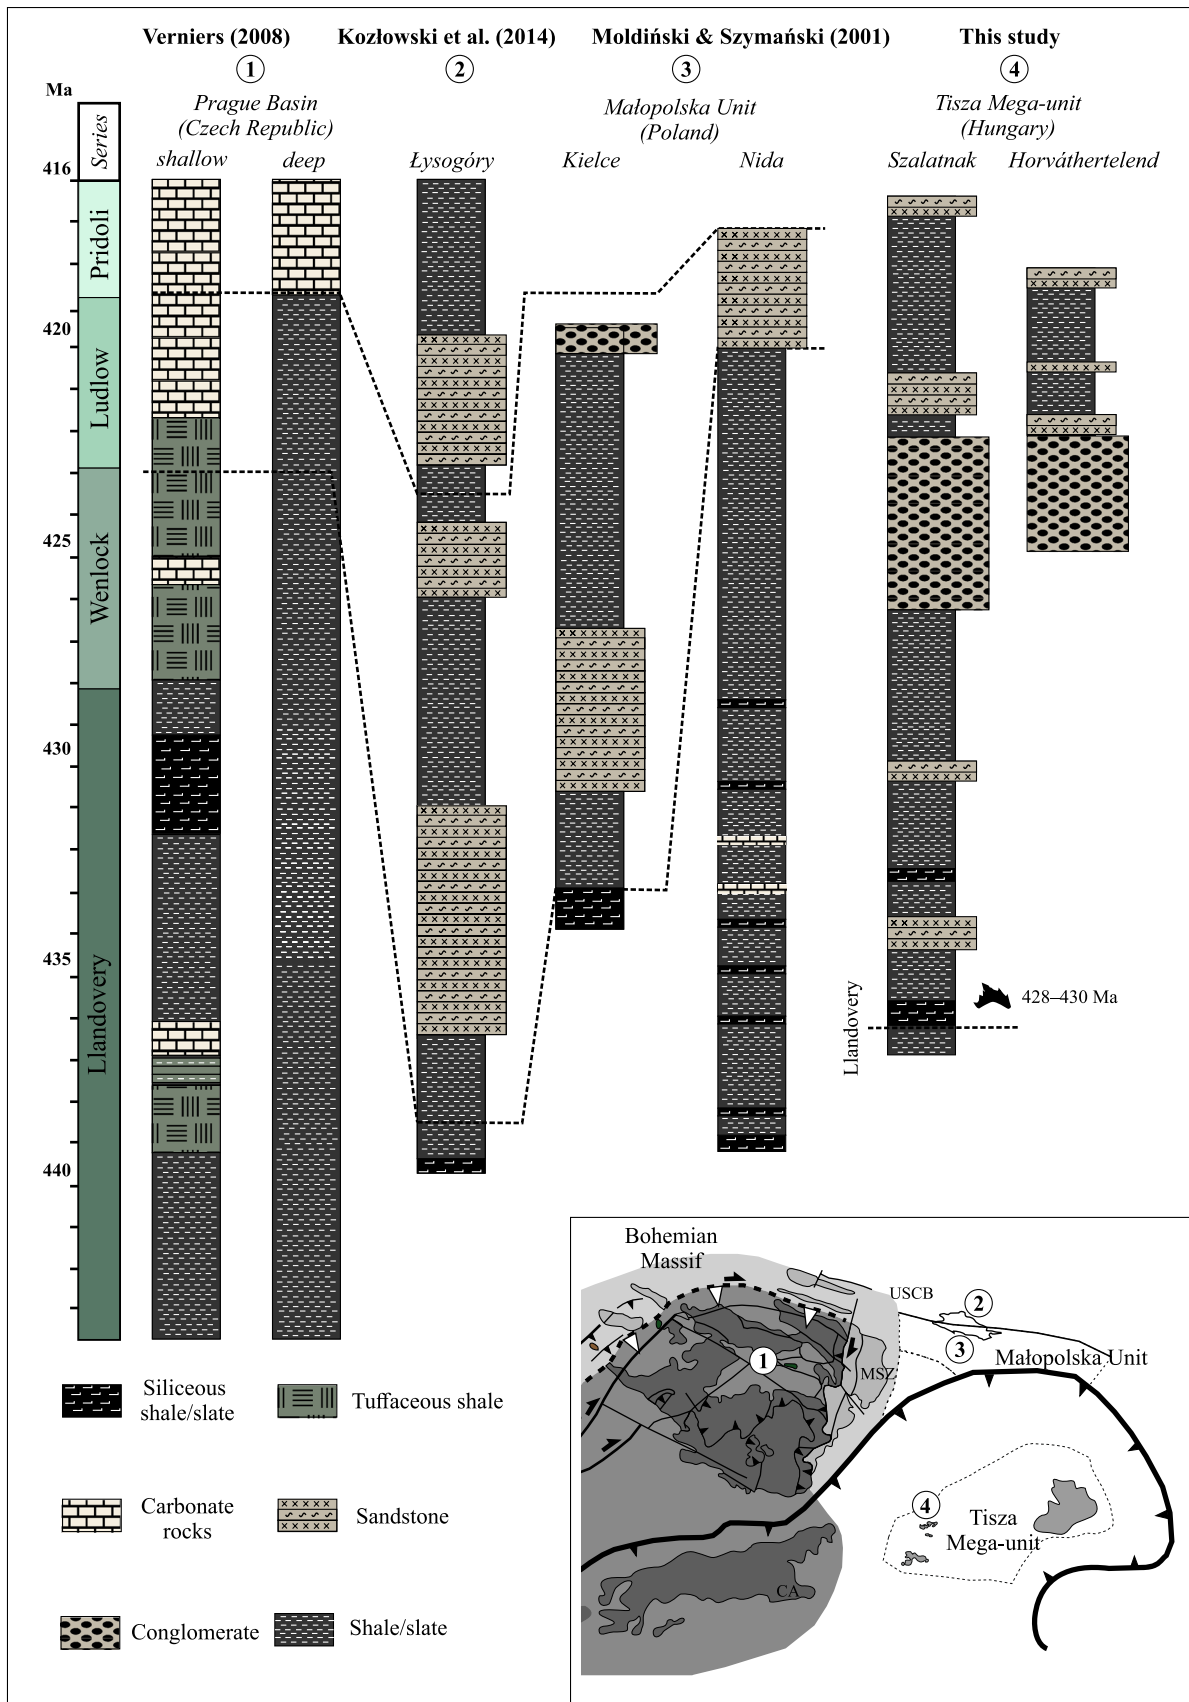 Verniers (2008)
Kozłowski et al. (2014)
Moldiński & Szymański (2001)
This study
1
2
3
4
Ma
Prague Basin
(Czech Republic)
Małopolska Unit
(Poland)
Tisza Mega-unit
(Hungary)
Series
shallow
deep
Łysogóry
Kielce
Nida
Szalatnak
Horváthertelend
416
Pridoli
420
Ludlow
425
Wenlock
430
435
Llandovery
440
Llandovery
428–430 Ma
Siliceous
shale/slate
Tuffaceous shale
Carbonate
rocks
Sandstone
Conglomerate
Shale/slate
Bohemian
Massif
USCB
2
3
Małopolska Unit
1
MSZ
4
Tisza
Mega-unit
CA